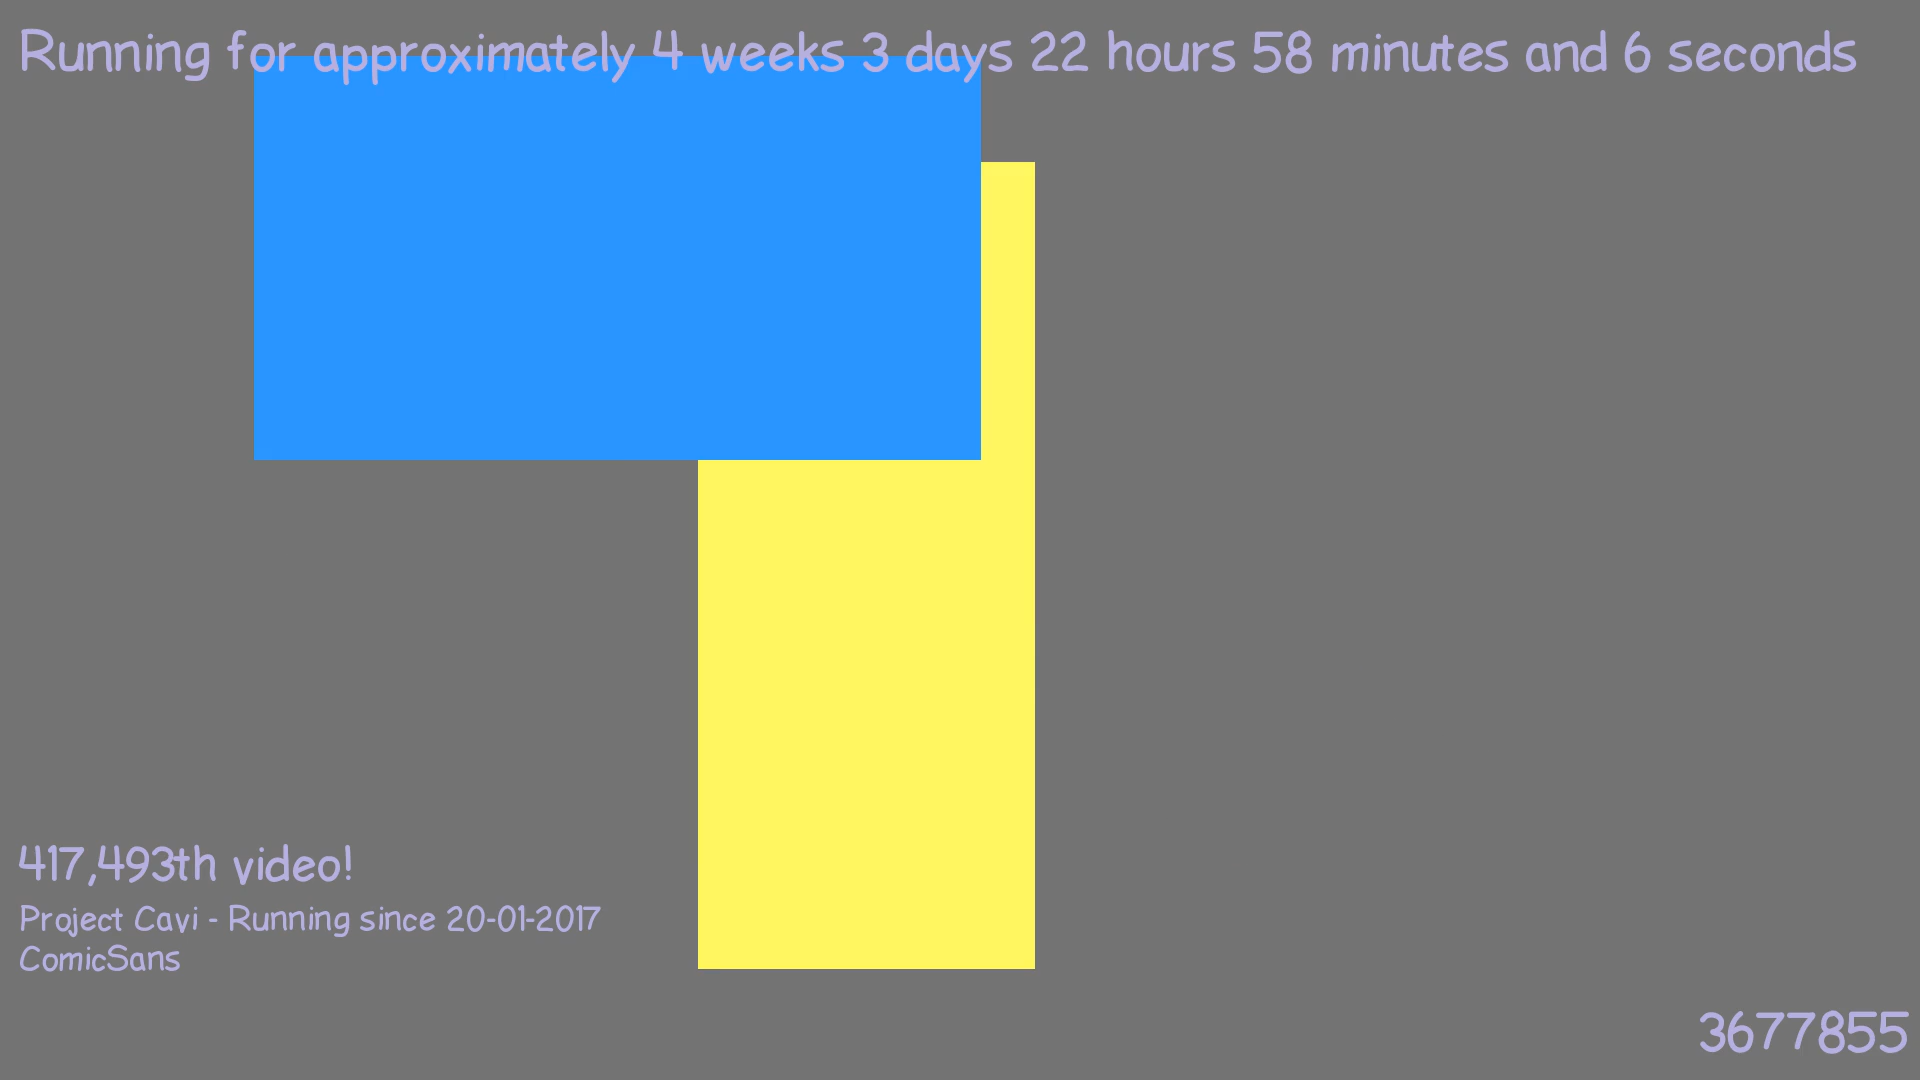 Running for approximately 4 weeks 3 days 22 hours 58 minutes and 6 seconds
417,493th video!
Project Cavi - Running since 20-01-2017
ComicSans
3677855